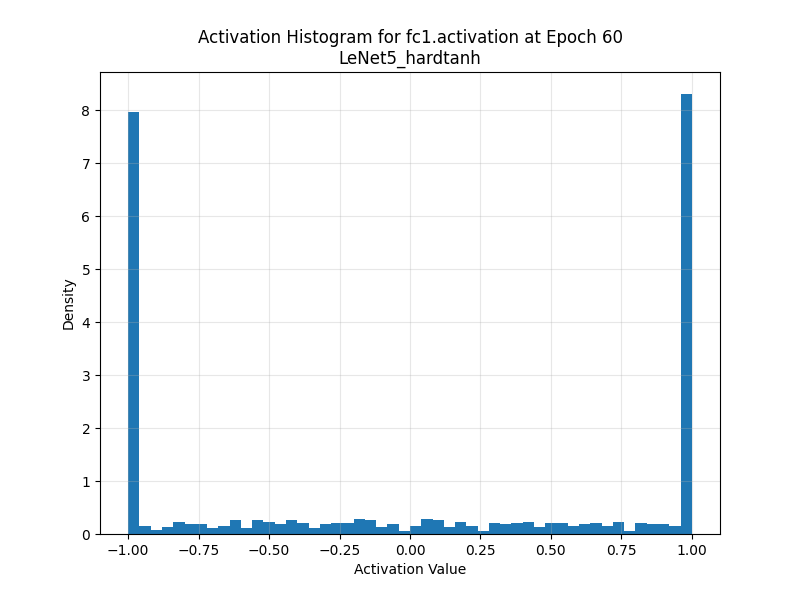 Activation Histogram for fc1.activation at Epoch 60
LeNet5_hardtanh
8
7
6
5
4
3
2
1
0
Density
−1.00 −0.75 −0.50 −0.25 0.00 0.25 0.50 0.75 1.00
Activation Value